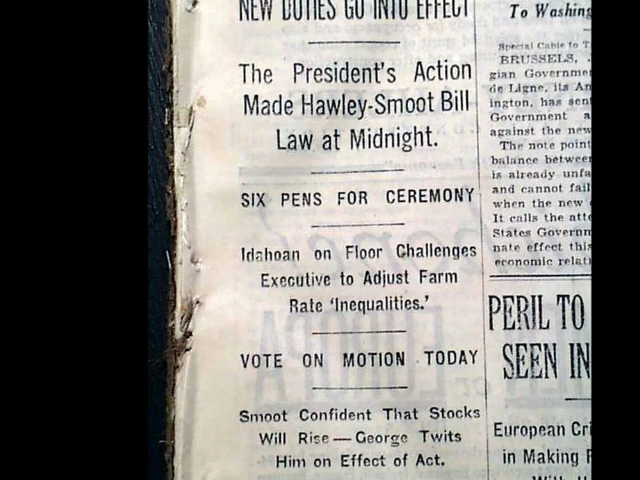 NEW DUTIES GO INTO EFFECT
The President's Action
Made Hawley-Smoot Bill
Law at Midnight.
SIX PENS FOR CEREMONY
Idahoan on Floor Challenges
Executive to Adjust Farm
Rate 'Inequalities.'
VOTE ON MOTION TODAY
Smoot Confident That Stocks
Will Rise—George Twits
Him on Effect of Act.
To Washing
Special Cable to T
BRUSSELS,
gian Governme
de Ligne, its Am
ington, has sent
Government a
against the new
The note point
balance betwee
is already unfa
and cannot fail
when the new
It calls the atte
States Governm
nate effect this
economic relati
PERIL TO
SEEN IN
European Cri
in Making
With H